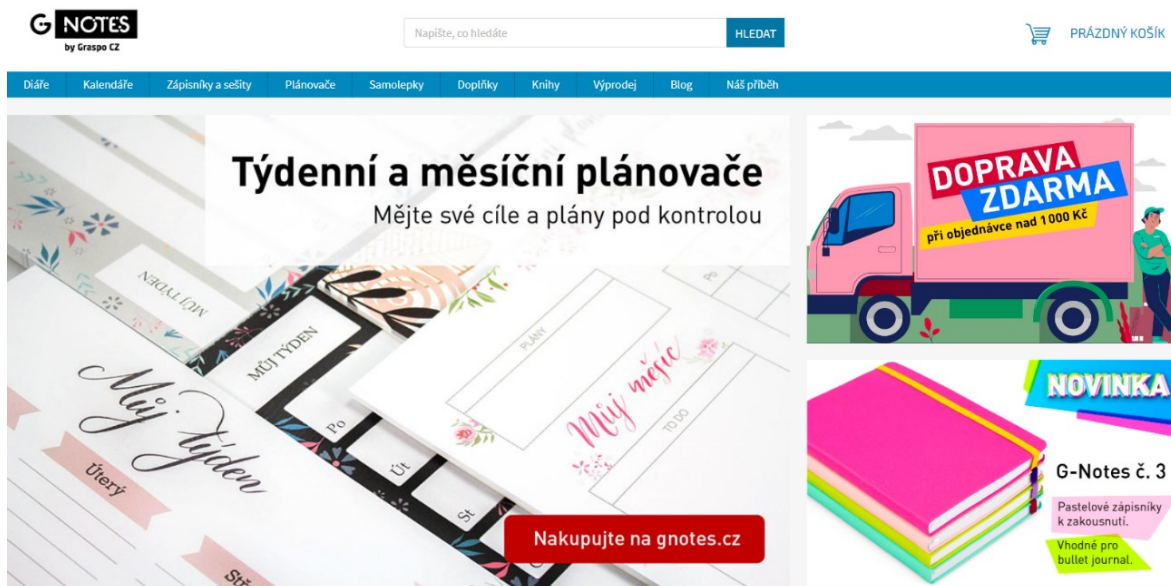 G NOTES
by Graspo CZ
Napište, co hledáte
HLEDAT
PRÁZDNÝ KOŠÍK
Diáře Kalendáře Zápisníky a sešity Plánovače Samolepky Doplňky Knihy Výprodej Blog Náš příběh
Týdenní a měsíční plánovače
Mějte své cíle a plány pod kontrolou
MŮJ TÝDEN
MŮJ TÝDEN
Po
Út
St
Můj týden
Úterý
PLÁNY
Po
Můj měsíc
TO DO
Nakupujte na gnotes.cz
DOPRAVA
ZDARMA
při objednávce nad 1000 Kč
NOVINKA
G-Notes č. 3
Pastelové zápisníky
k zakousnutí.
Vhodné pro
bullet journal.